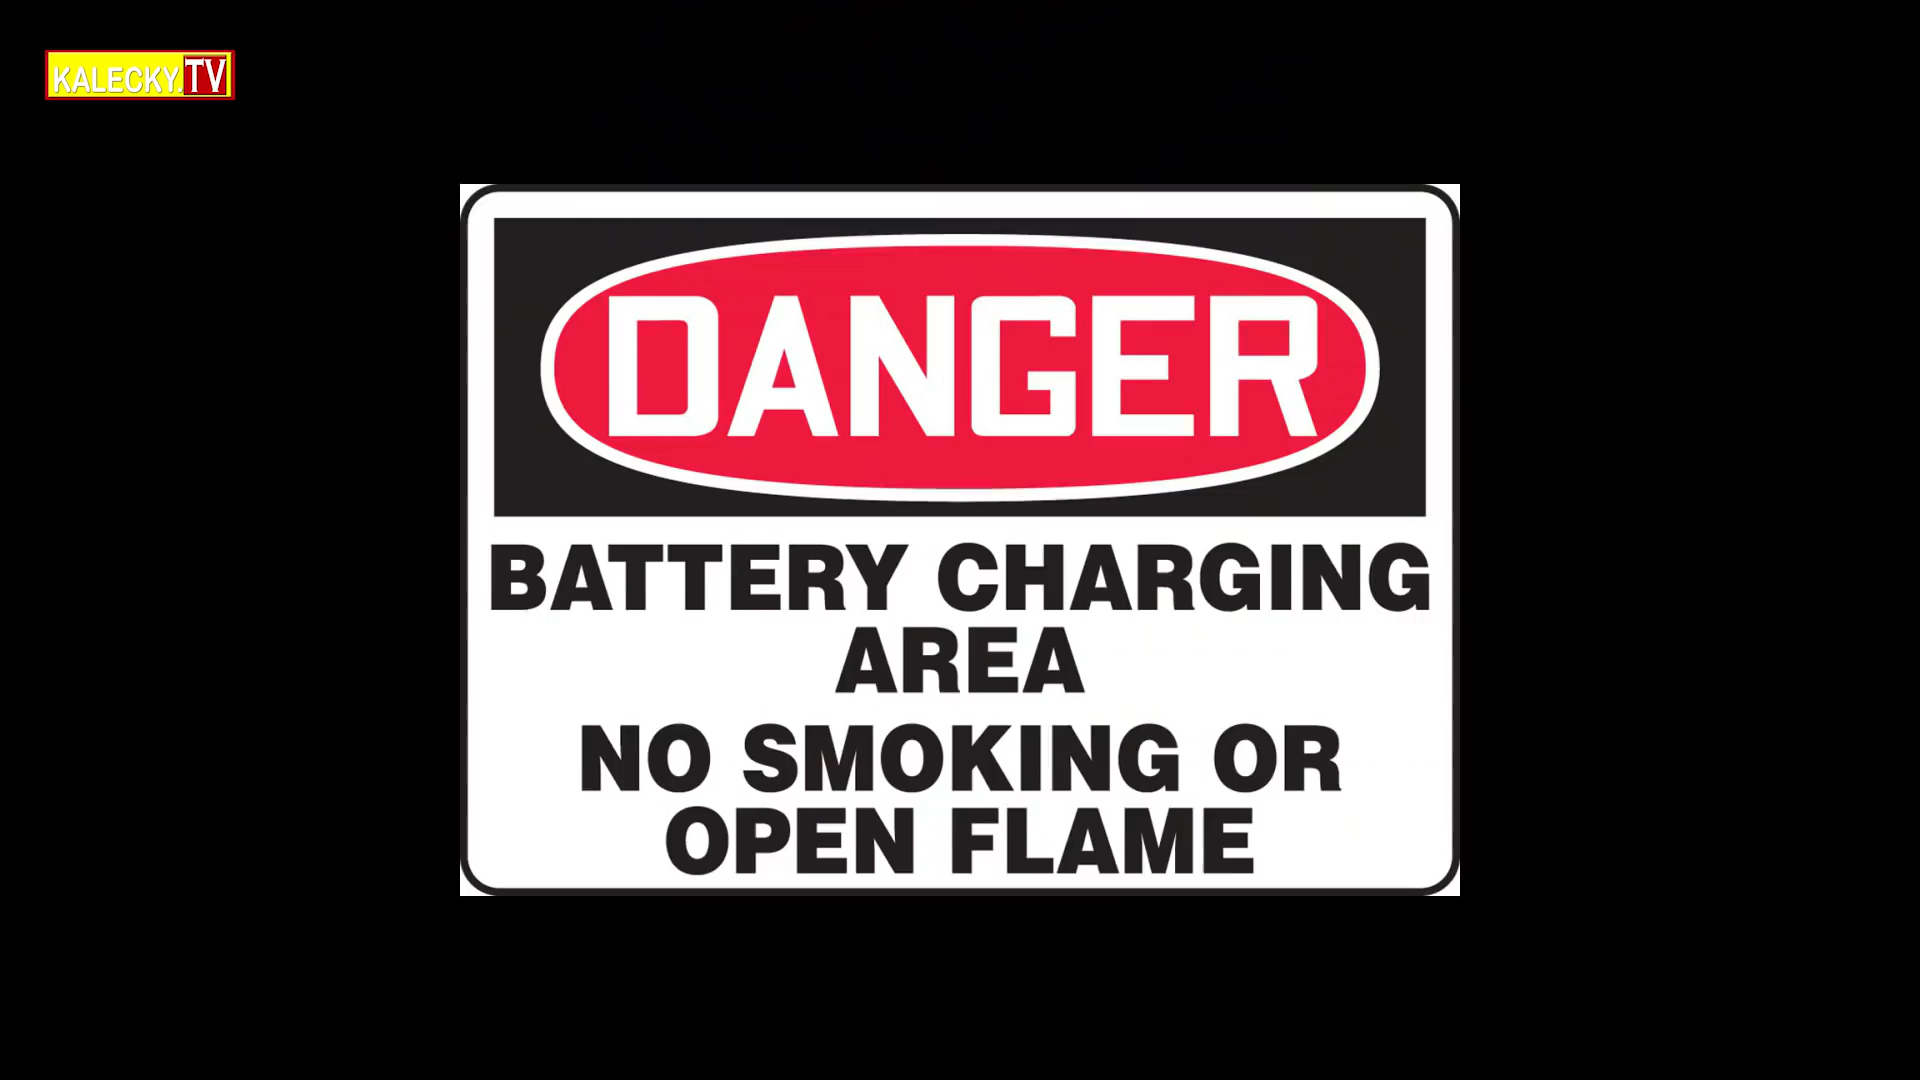 KALECKY.TV
DANGER
BATTERY CHARGING
AREA
NO SMOKING OR
OPEN FLAME